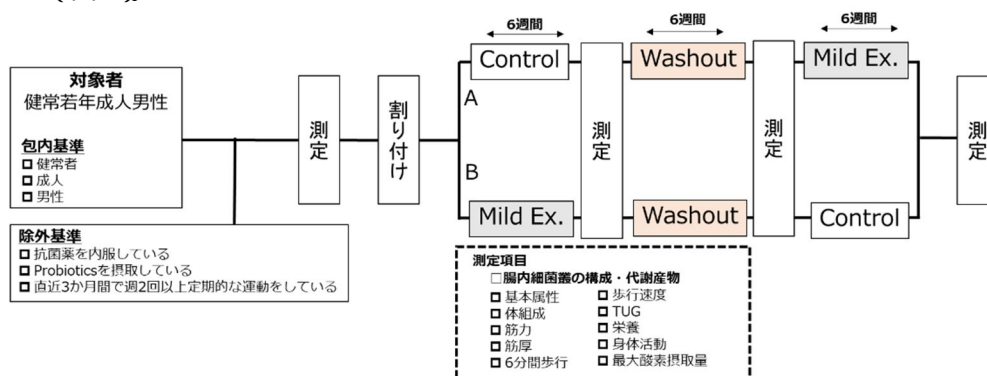 6週間
6週間
6週間
Control
Washout
Mild Ex.
対象者
健常若年成人男性
包内基準
健常者
成人
男性
測定
割り付け
A
B
測定
測定
測定
Mild Ex.
Washout
Control
除外基準
抗菌薬を内服している
Probioticsを摂取している
直近3か月間で週2回以上定期的な運動をしている
測定項目
□腸内細菌叢の構成・代謝産物
基本属性
体組成
筋力
筋厚
6分間歩行
歩行速度
TUG
栄養
身体活動
最大酸素摂取量